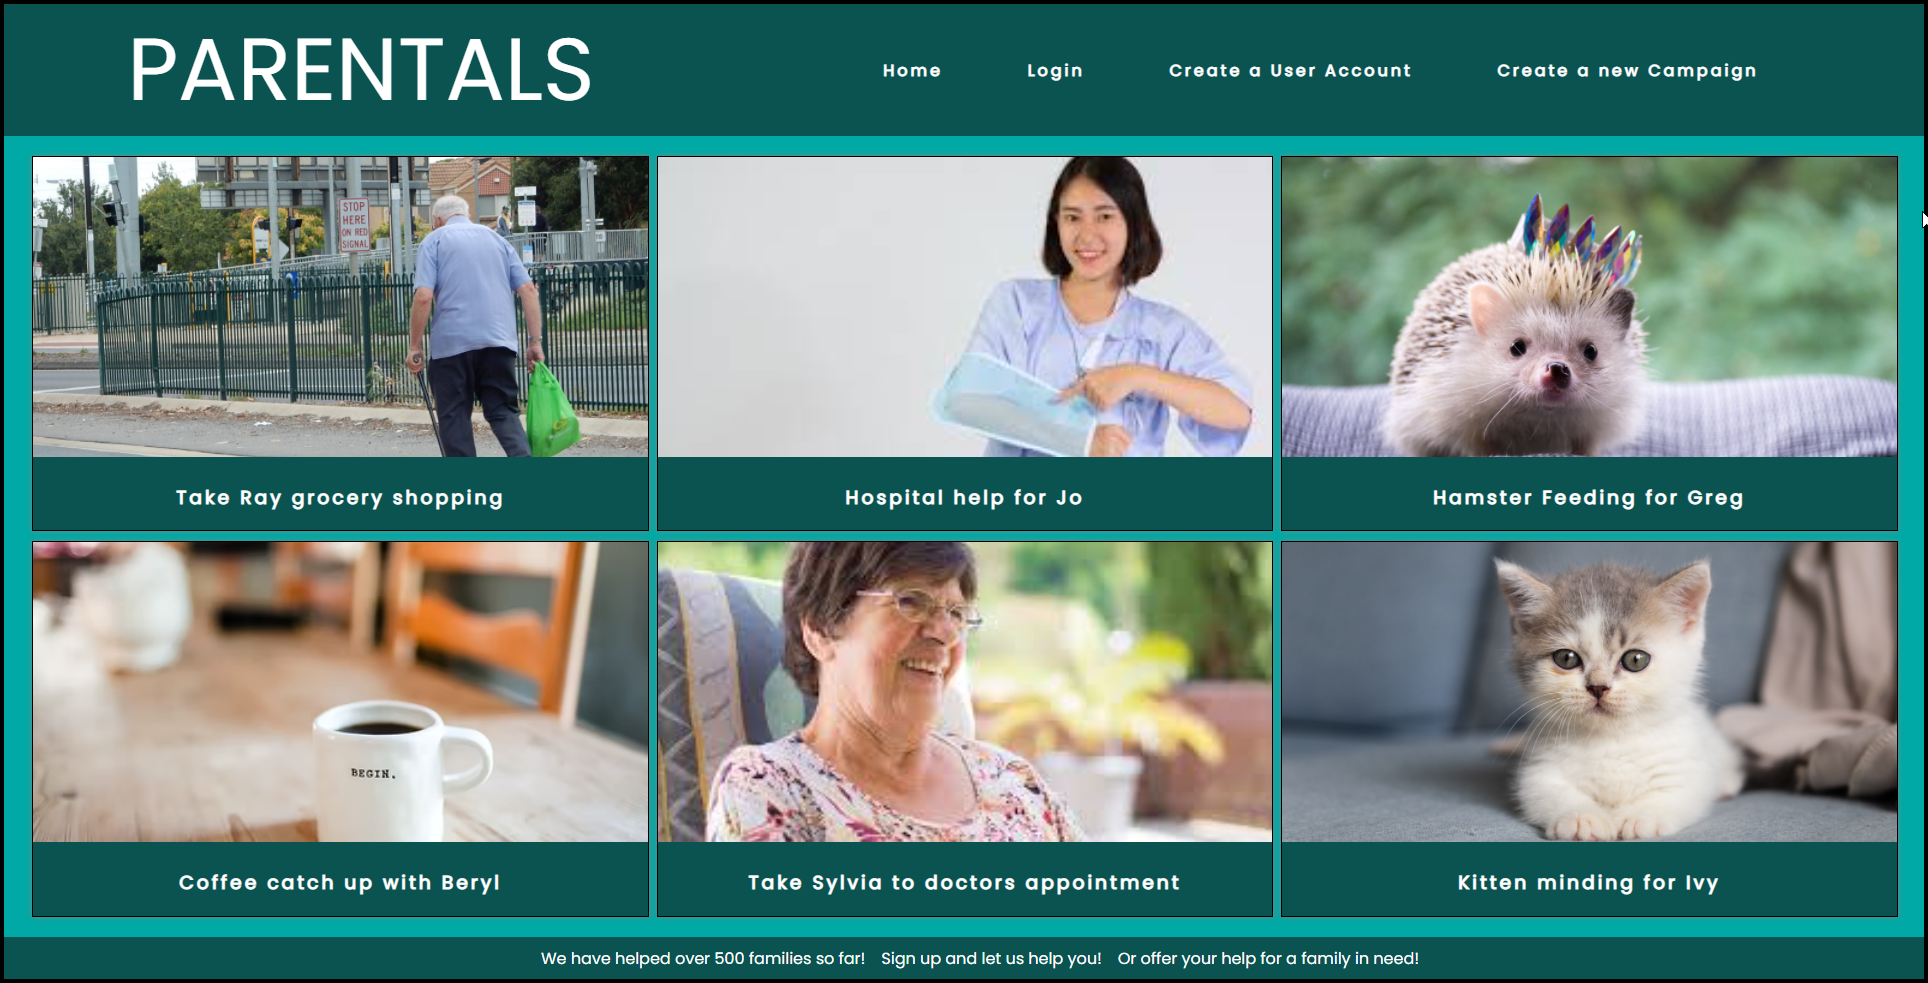 PARENTALS
Home
Login
Create a User Account
Create a new Campaign
STOP
HERE
ON RED
SIGNAL
Take Ray grocery shopping
Hospital help for Jo
Hamster Feeding for Greg
BEGIN.
Coffee catch up with Beryl
Take Sylvia to doctors appointment
Kitten minding for Ivy
We have helped over 500 families so far! Sign up and let us help you! Or offer your help for a family in need!